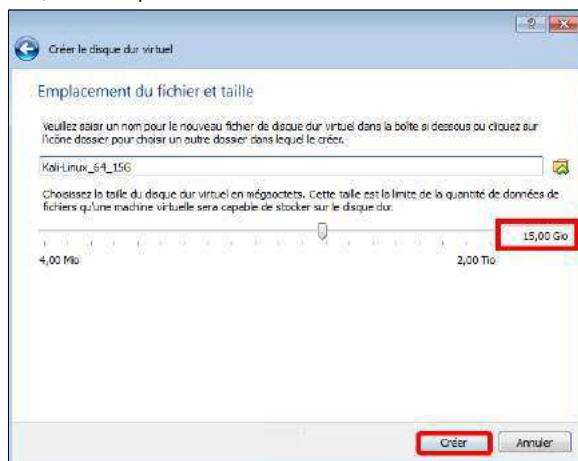 Créer le disque dur virtuel
Emplacement du fichier et taille
Veuillez saisir un nom pour le nouveau fichier de disque dur virtuel dans la boîte si dessous ou cliquez sur
l'icône dossier pour choisir un autre dossier dans lequel le créer.
Kali-Linux_64_15G
Choisissez la taille du disque dur virtuel en mégaoctets. Cette taille est la limite de la quantité de données de
fichiers qu'une machine virtuelle sera capable de stocker sur le disque dur.
15,00 Gio
4,00 Mio
2,00 Tio
Créer
Annuler